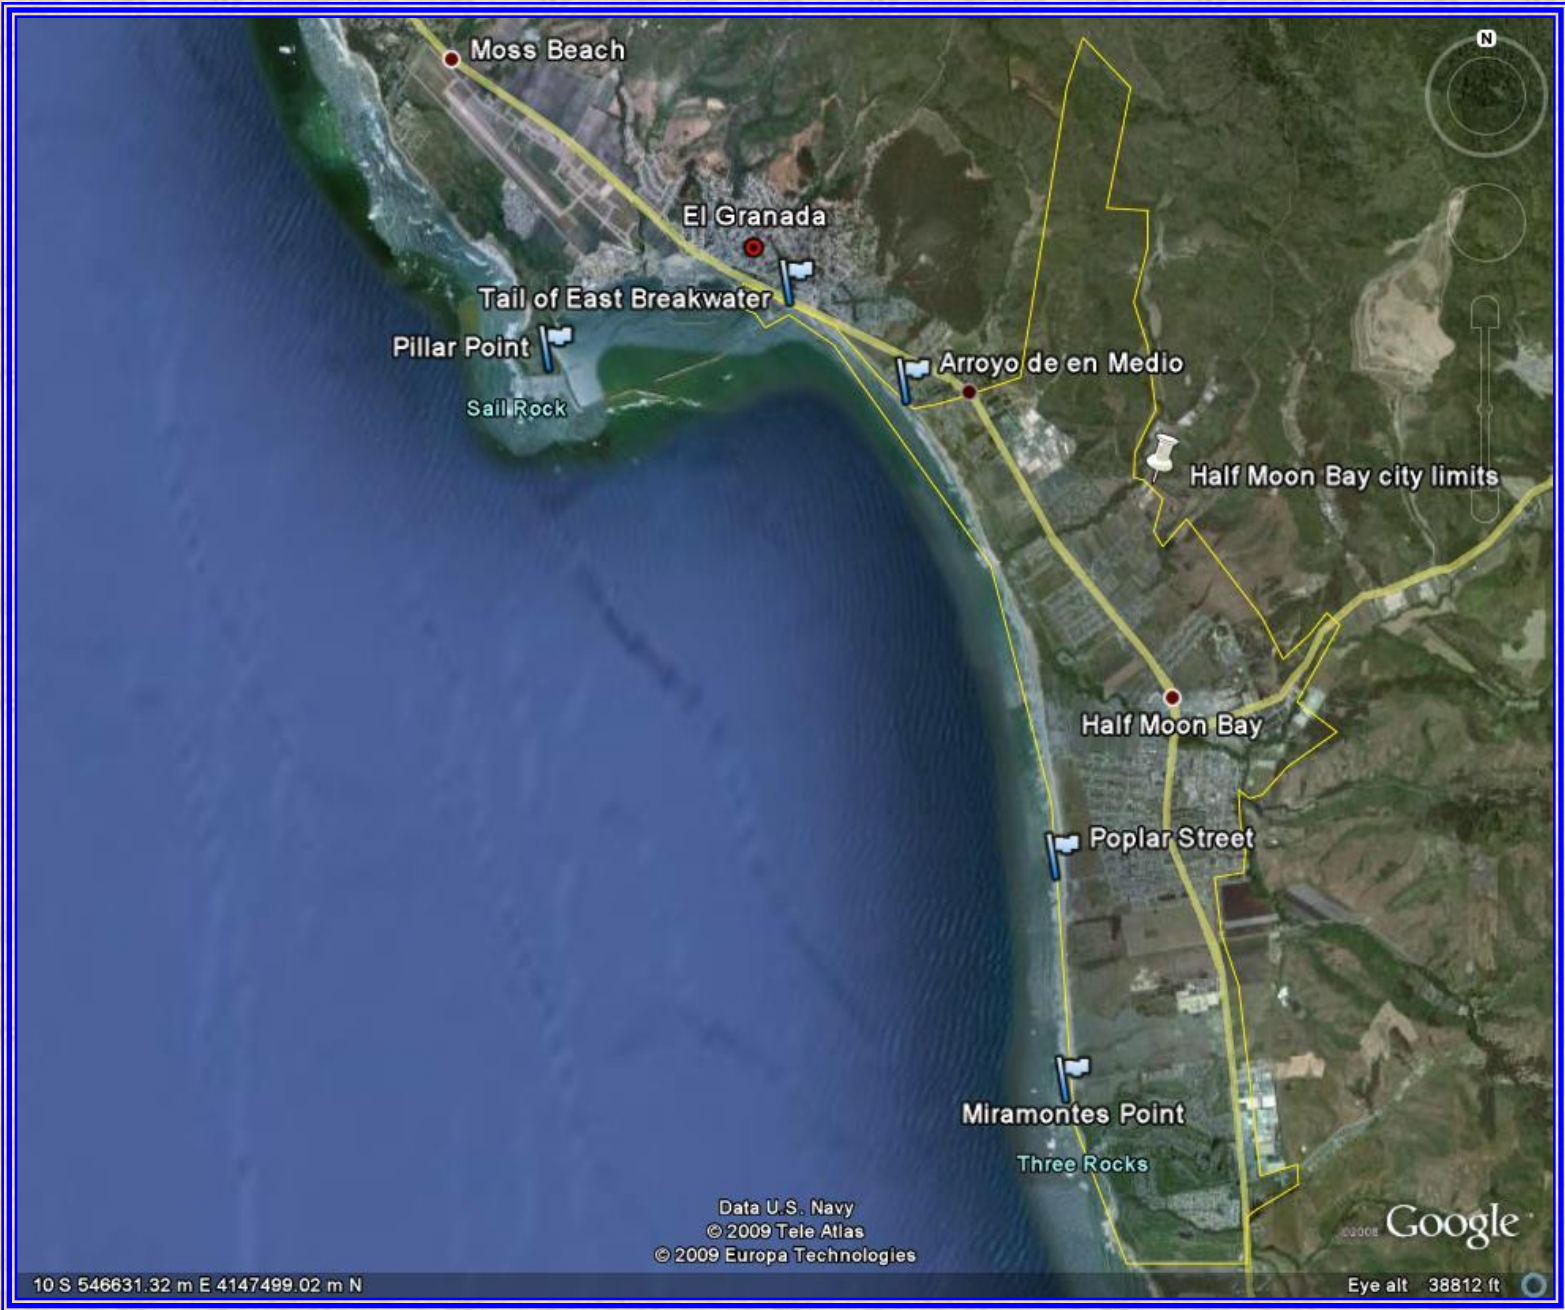 N
Moss Beach
El Granada
Tail of East Breakwater
Pillar Point
Arroyo de en Medio
Sail Rock
Half Moon Bay city limits
Half Moon Bay
Poplar Street
Miramontes Point
Three Rocks
Data U.S. Navy
© 2009 Tele Atlas
© 2009 Europa Technologies
©2008 Google
10 S 546631.32 m E 4147499.02 m N
Eye alt 38812 ft